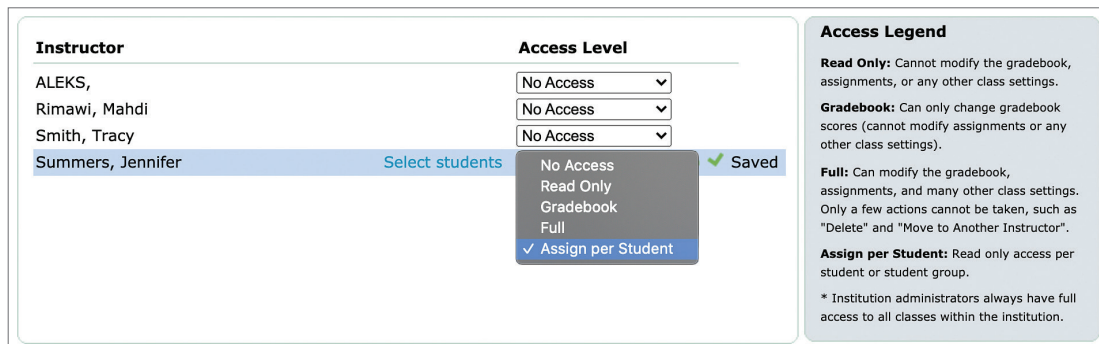 Instructor Access Level
ALEKS, No Access
Rimawi, Mahdi No Access
Smith, Tracy No Access
Summers, Jennifer Select students Saved
No Access
Read Only
Gradebook
Full
✓ Assign per Student
Access Legend
Read Only: Cannot modify the gradebook,
assignments, or any other class settings.
Gradebook: Can only change gradebook
scores (cannot modify assignments or any
other class settings).
Full: Can modify the gradebook,
assignments, and many other class settings.
Only a few actions cannot be taken, such as
"Delete" and "Move to Another Instructor".
Assign per Student: Read only access per
student or student group.
* Institution administrators always have full
access to all classes within the institution.